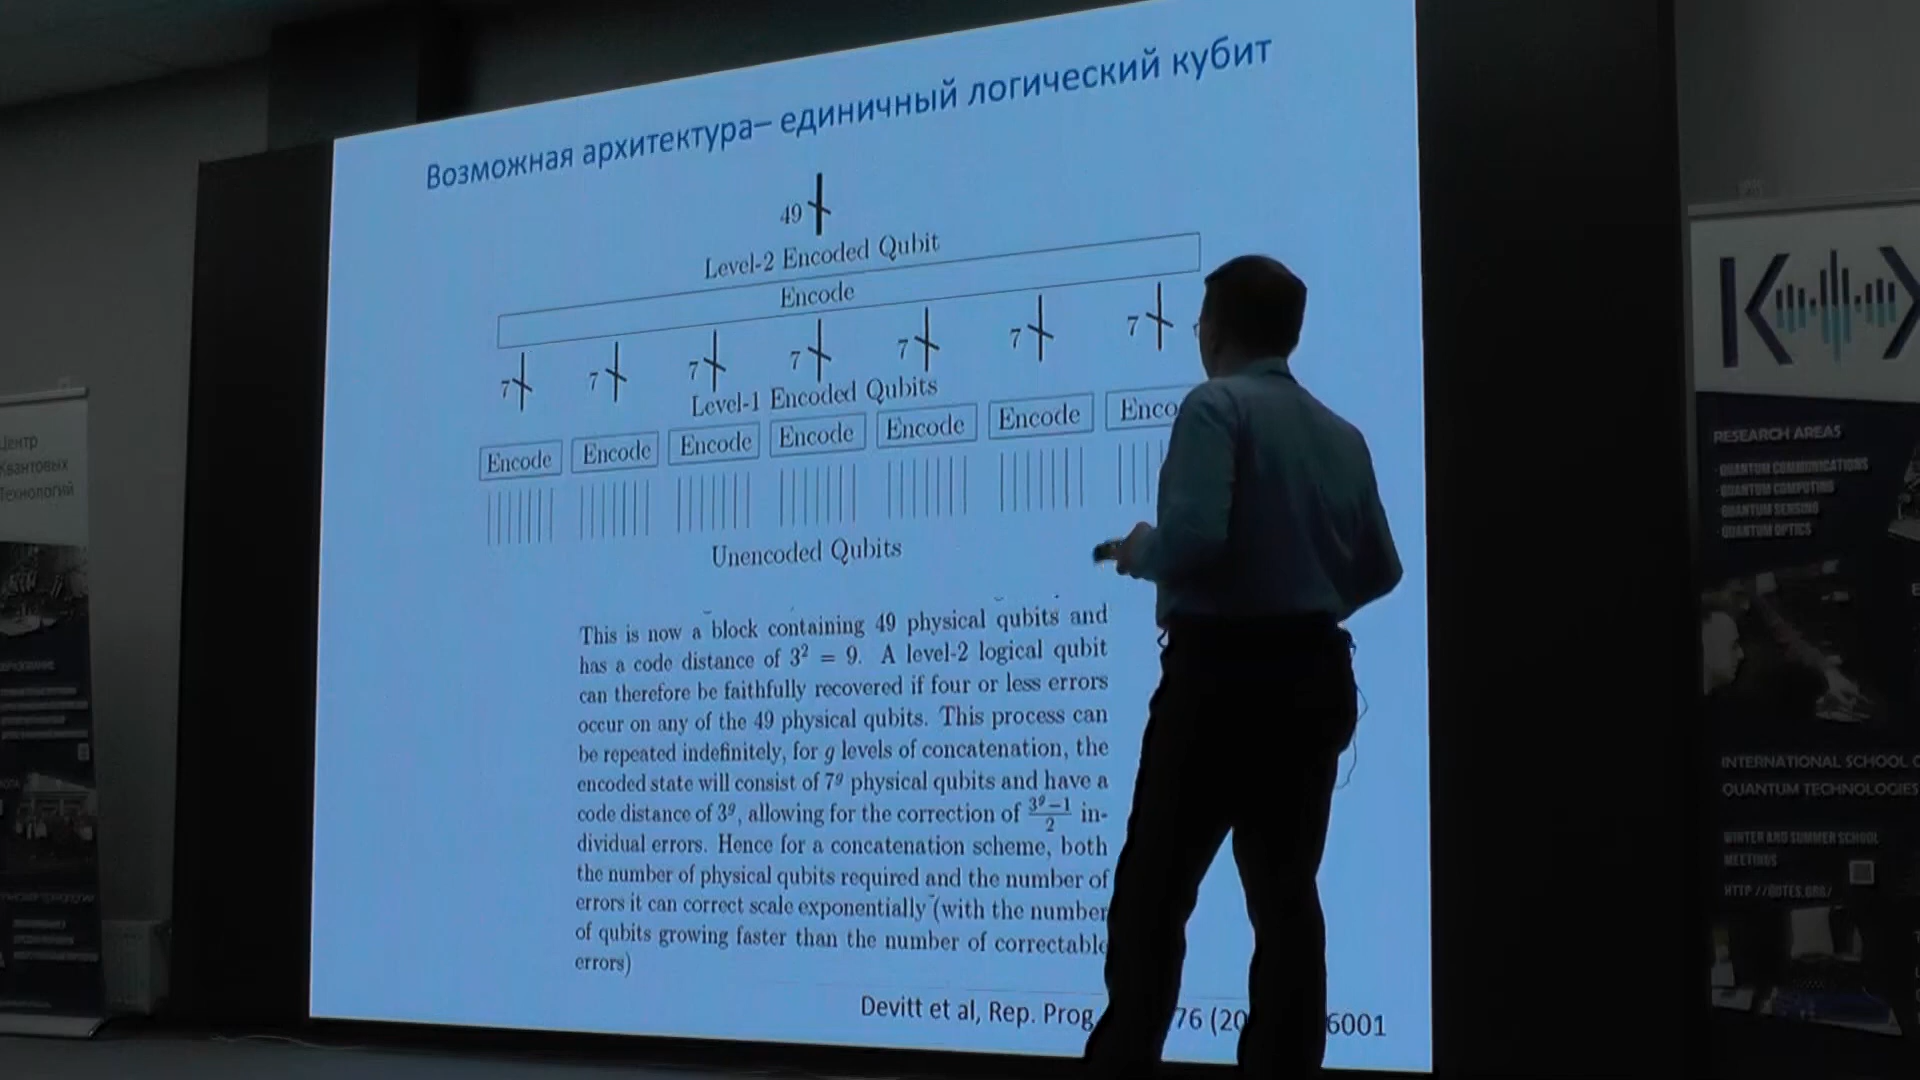 Возможная архитектура– единичный логический кубит
49
Level-2 Encoded Qubit
Encode
7 7 7 7 7 7 7
Level-1 Encoded Qubits
Encode Encode Encode Encode Encode Encode Enco
Unencoded Qubits
This is now a block containing 49 physical qubits and
has a code distance of 3² = 9. A level-2 logical qubit
can therefore be faithfully recovered if four or less errors
occur on any of the 49 physical qubits. This process can
be repeated indefinitely, for g levels of concatenation, the
encoded state will consist of 7^g physical qubits and have a
code distance of 3^g, allowing for the correction of (3^g−1)/2 in-
dividual errors. Hence for a concatenation scheme, both
the number of physical qubits required and the number of
errors it can correct scale exponentially (with the number
of qubits growing faster than the number of correctable
errors)
Devitt et al, Rep. Prog 76 (20 6001
Центр
Квантовых
Технологий
RESEARCH AREAS
· QUANTUM COMMUNICATIONS
· QUANTUM COMPUTING
· QUANTUM SENSING
· QUANTUM OPTICS
INTERNATIONAL SCHOOL
QUANTUM TECHNOLOGIES
WINTER AND SUMMER SCHOOL
MEETINGS